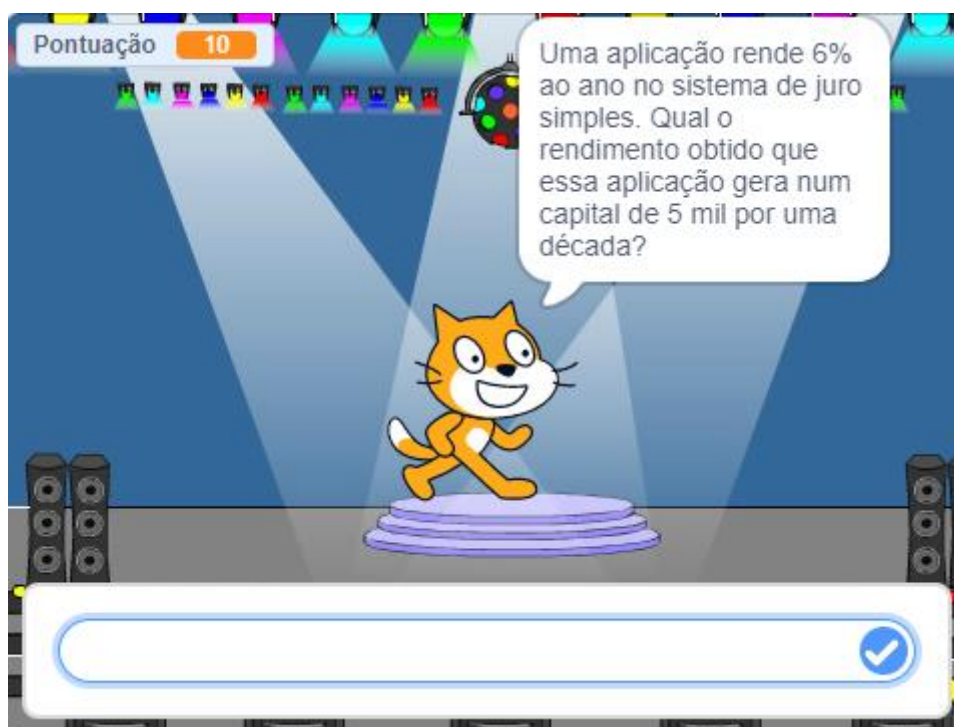 Pontuação 10
Uma aplicação rende 6%
ao ano no sistema de juro
simples. Qual o
rendimento obtido que
essa aplicação gera num
capital de 5 mil por uma
década?